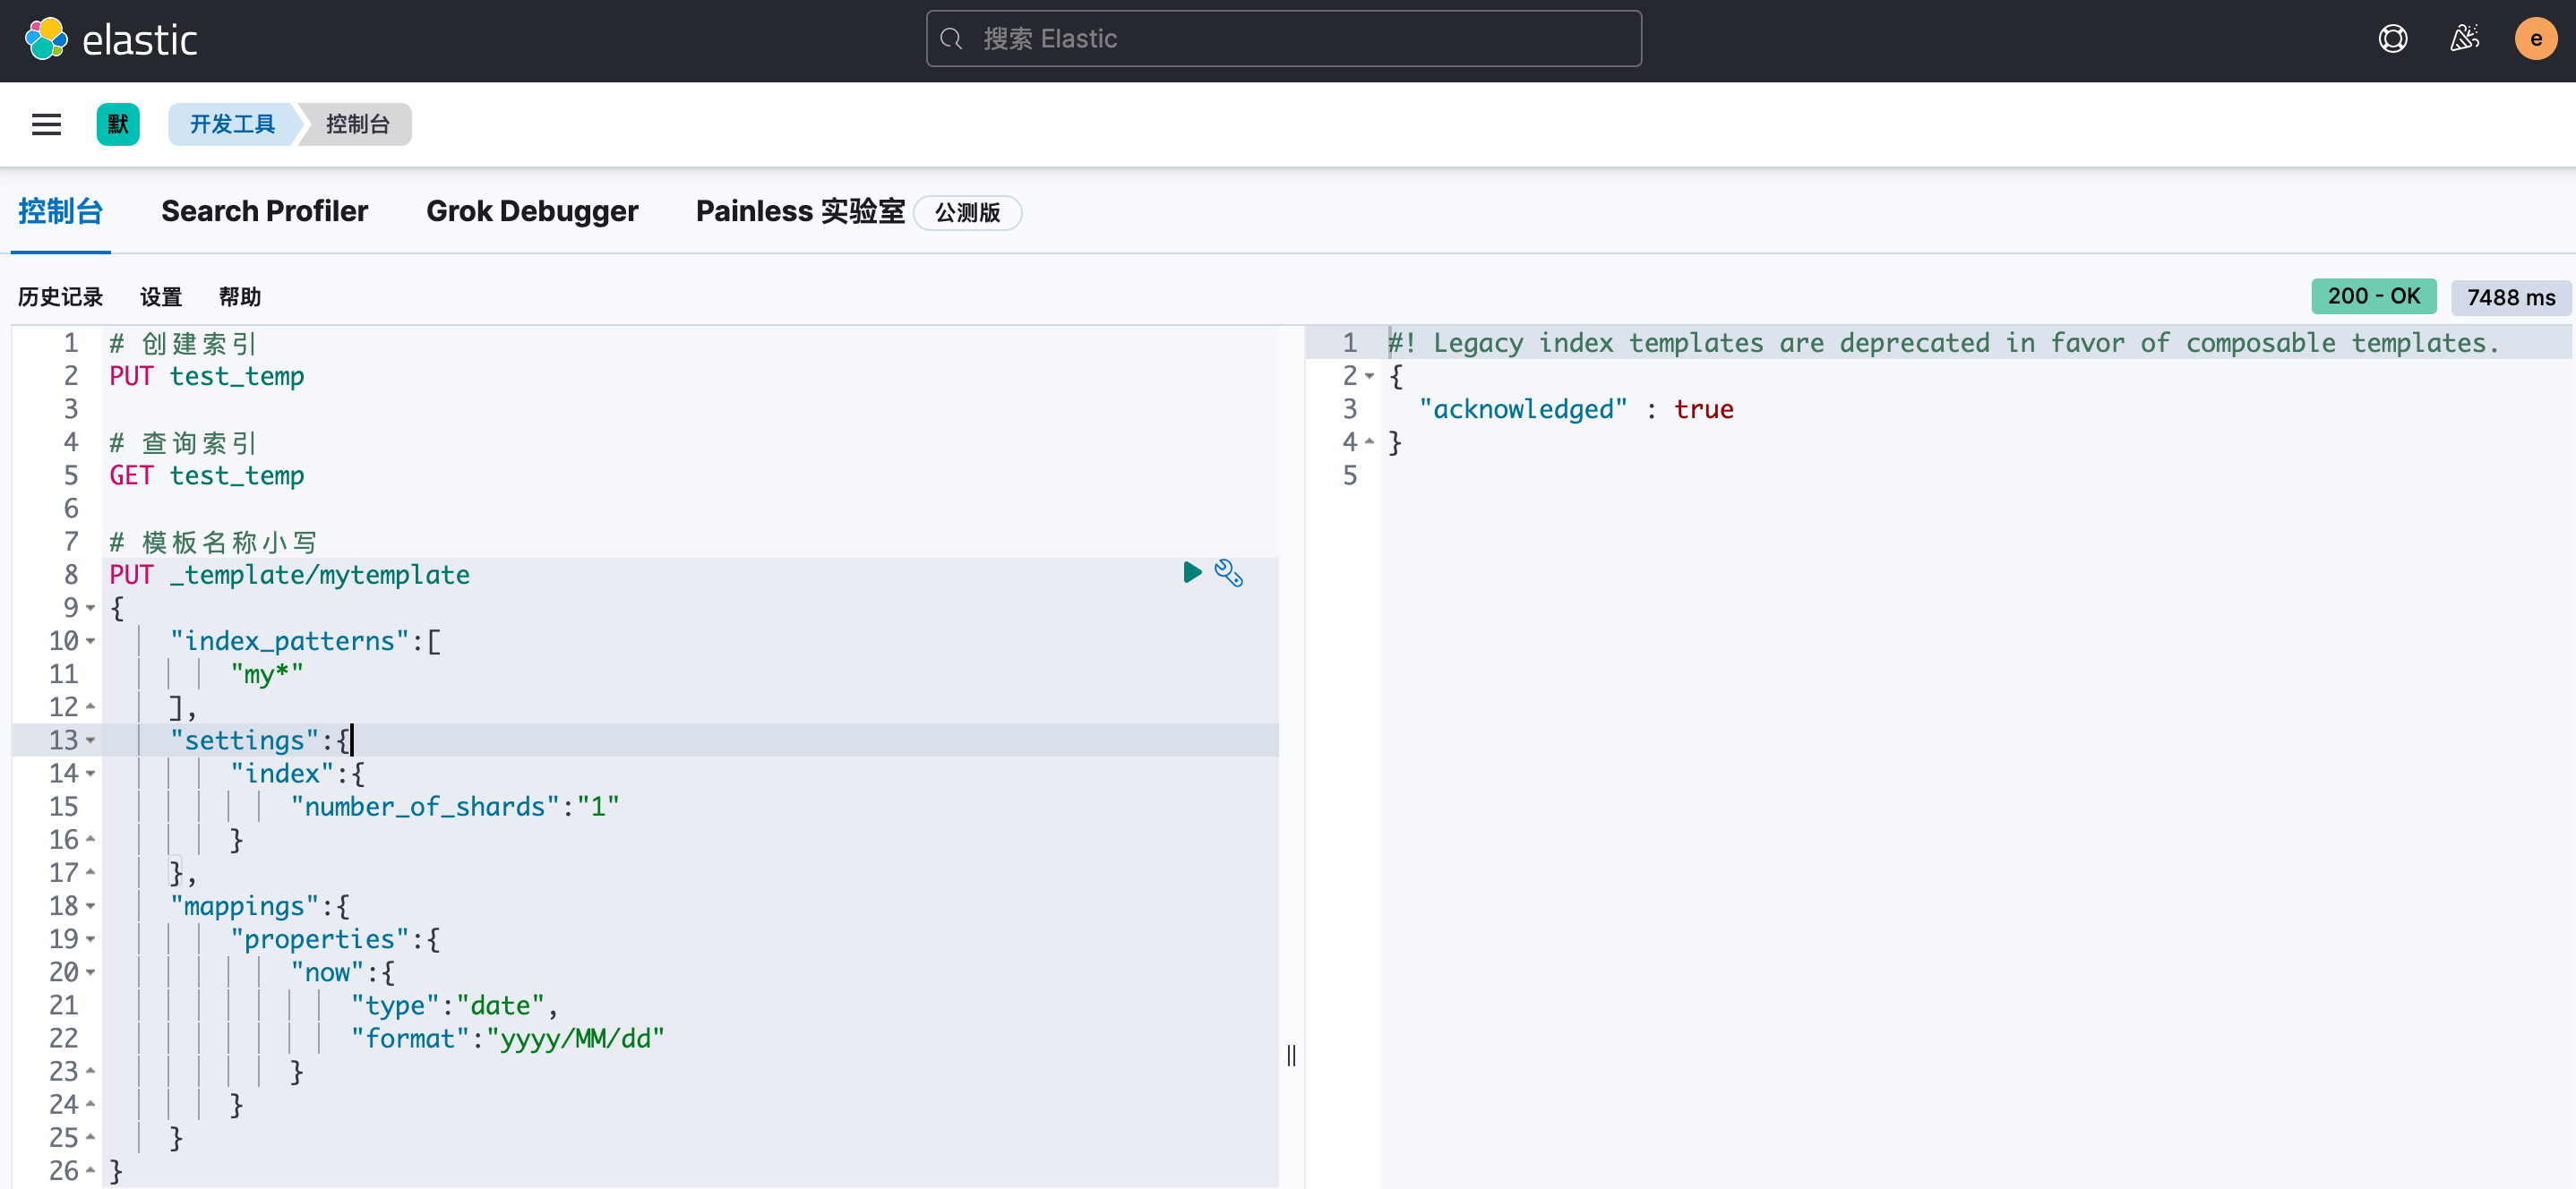 elastic
搜索 Elastic
e
默
开发工具
控制台
控制台
Search Profiler
Grok Debugger
Painless 实验室
公测版
历史记录
设置
帮助
200 - OK
7488 ms
1 # 创建索引
2 PUT test_temp
3
4 # 查询索引
5 GET test_temp
6
7 # 模板名称小写
8 PUT _template/mytemplate
9 {
10 "index_patterns":[
11 "my*"
12 ],
13 "settings":{
14 "index":{
15 "number_of_shards":"1"
16 }
17 },
18 "mappings":{
19 "properties":{
20 "now":{
21 "type":"date",
22 "format":"yyyy/MM/dd"
23 }
24 }
25 }
26 }
1 #! Legacy index templates are deprecated in favor of composable templates.
2 {
3 "acknowledged" : true
4 }
5